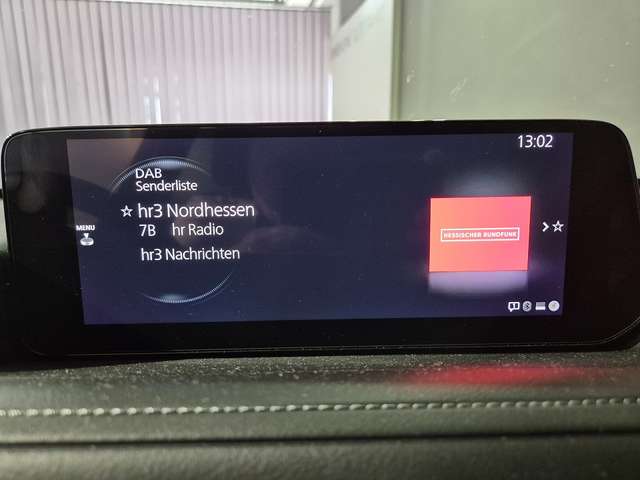 13:02
DAB
Senderliste
hr3 Nordhessen
MENU
7B hr Radio
HESSISCHER RUNDFUNK
hr3 Nachrichten